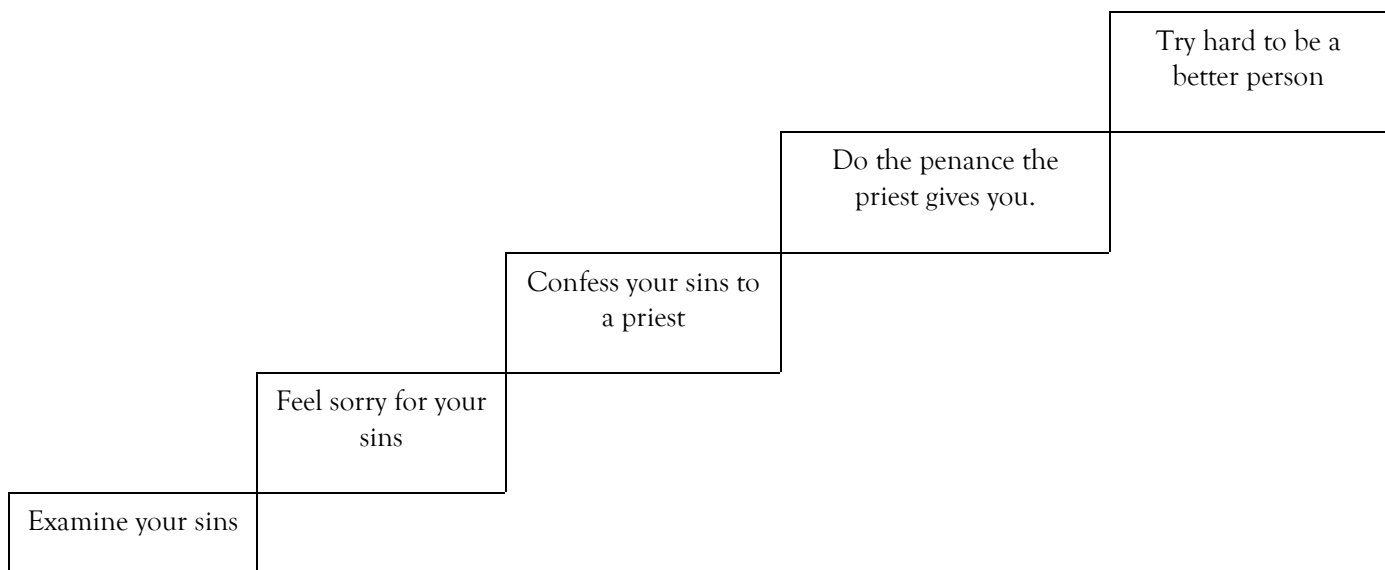 Try hard to be a
better person
Do the penance the
priest gives you.
Confess your sins to
a priest
Feel sorry for your
sins
Examine your sins